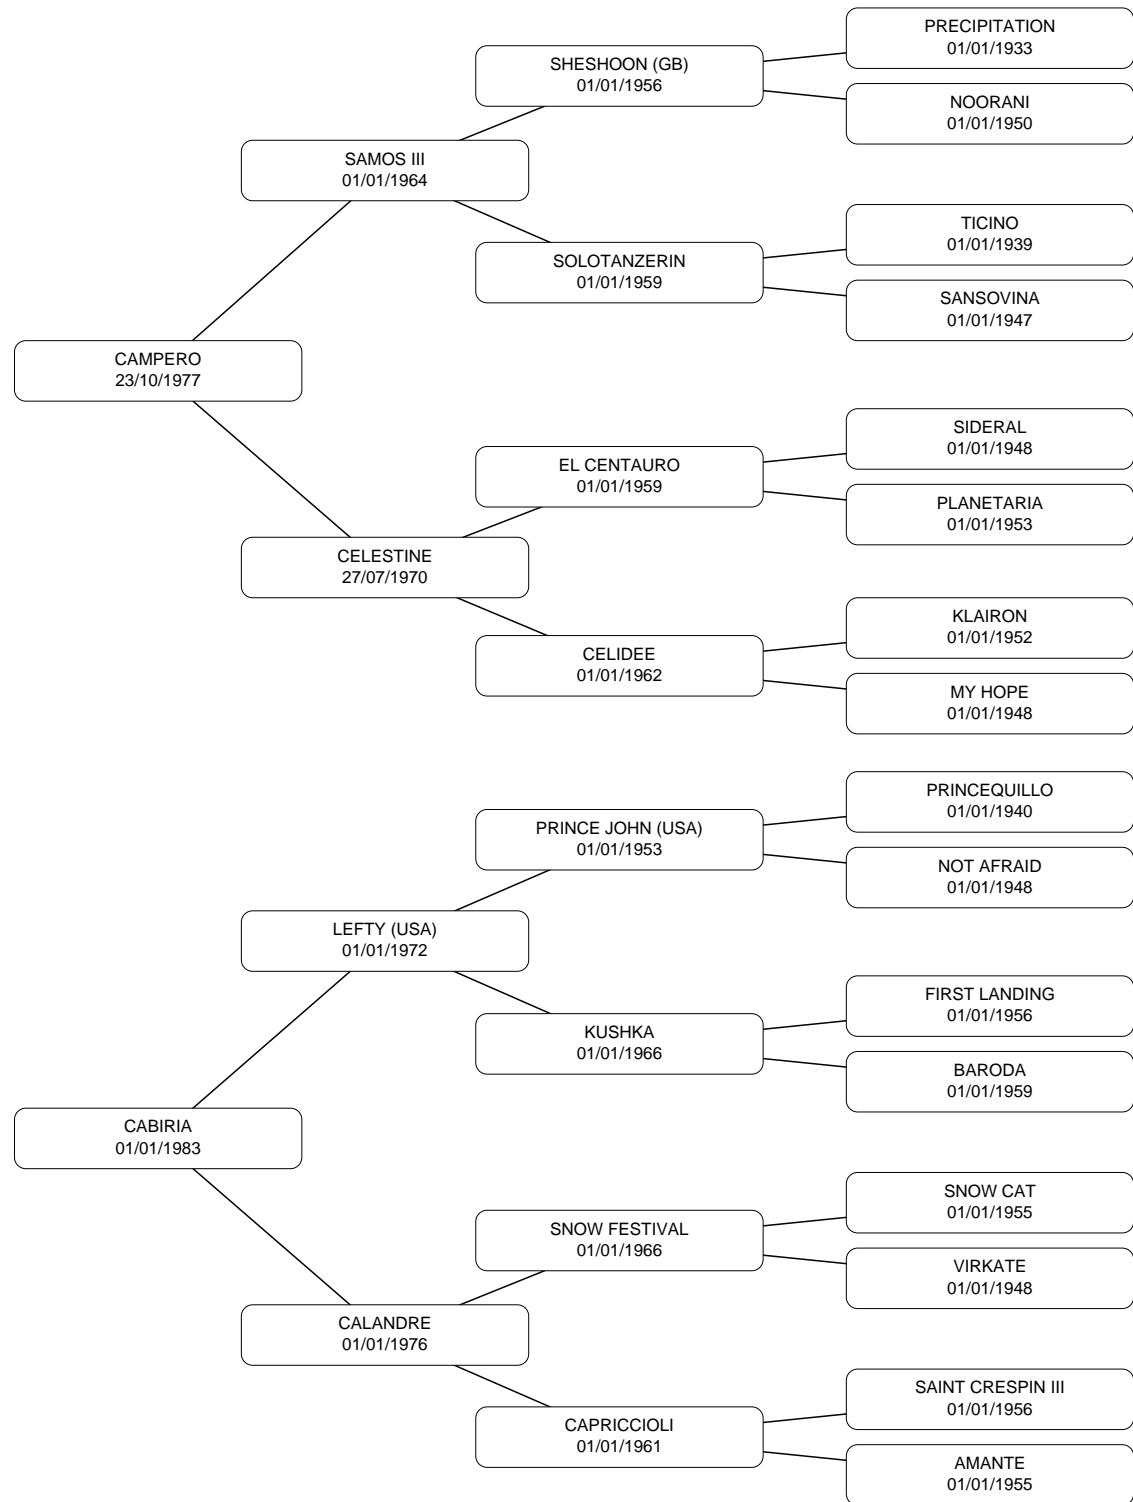 PRECIPITATION
01/01/1933
SHESHOON (GB)
01/01/1956
NOORANI
01/01/1950
SAMOS III
01/01/1964
TICINO
01/01/1939
SOLOTANZERIN
01/01/1959
SANSOVINA
01/01/1947
CAMPERO
23/10/1977
SIDERAL
01/01/1948
EL CENTAURO
01/01/1959
PLANETARIA
01/01/1953
CELESTINE
27/07/1970
KLAIRON
01/01/1952
CELIDEE
01/01/1962
MY HOPE
01/01/1948
PRINCEQUILLO
01/01/1940
PRINCE JOHN (USA)
01/01/1953
NOT AFRAID
01/01/1948
LEFTY (USA)
01/01/1972
FIRST LANDING
01/01/1956
KUSHKA
01/01/1966
BARODA
01/01/1959
CABIRIA
01/01/1983
SNOW CAT
01/01/1955
SNOW FESTIVAL
01/01/1966
VIRKATE
01/01/1948
CALANDRE
01/01/1976
SAINT CRESPIN III
01/01/1956
CAPRICCIOLI
01/01/1961
AMANTE
01/01/1955